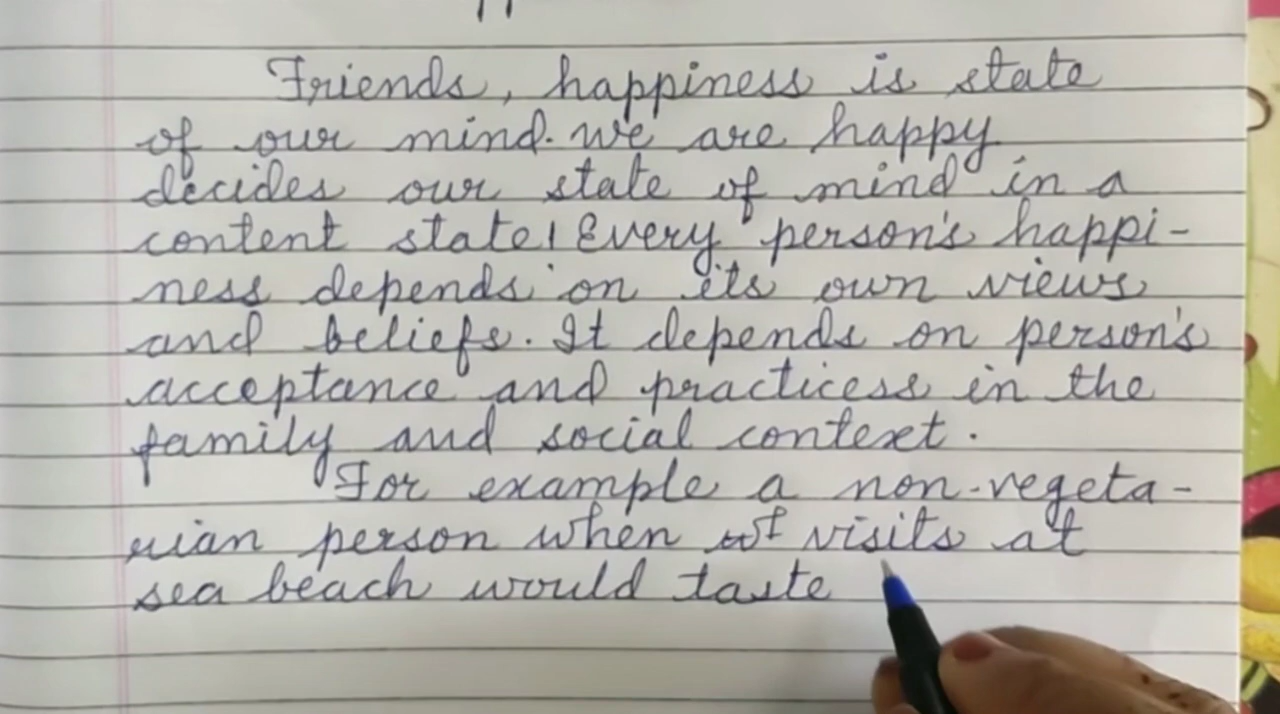 Friends, happiness is state
of our mind. we are happy
decides our state of mind in a
content state! Every person's happi-
ness depends on its own views
and beliefs. It depends on person's
acceptance and practicess in the
family and social context.
For example a non-vegeta-
rian person when visits at
sea beach would taste